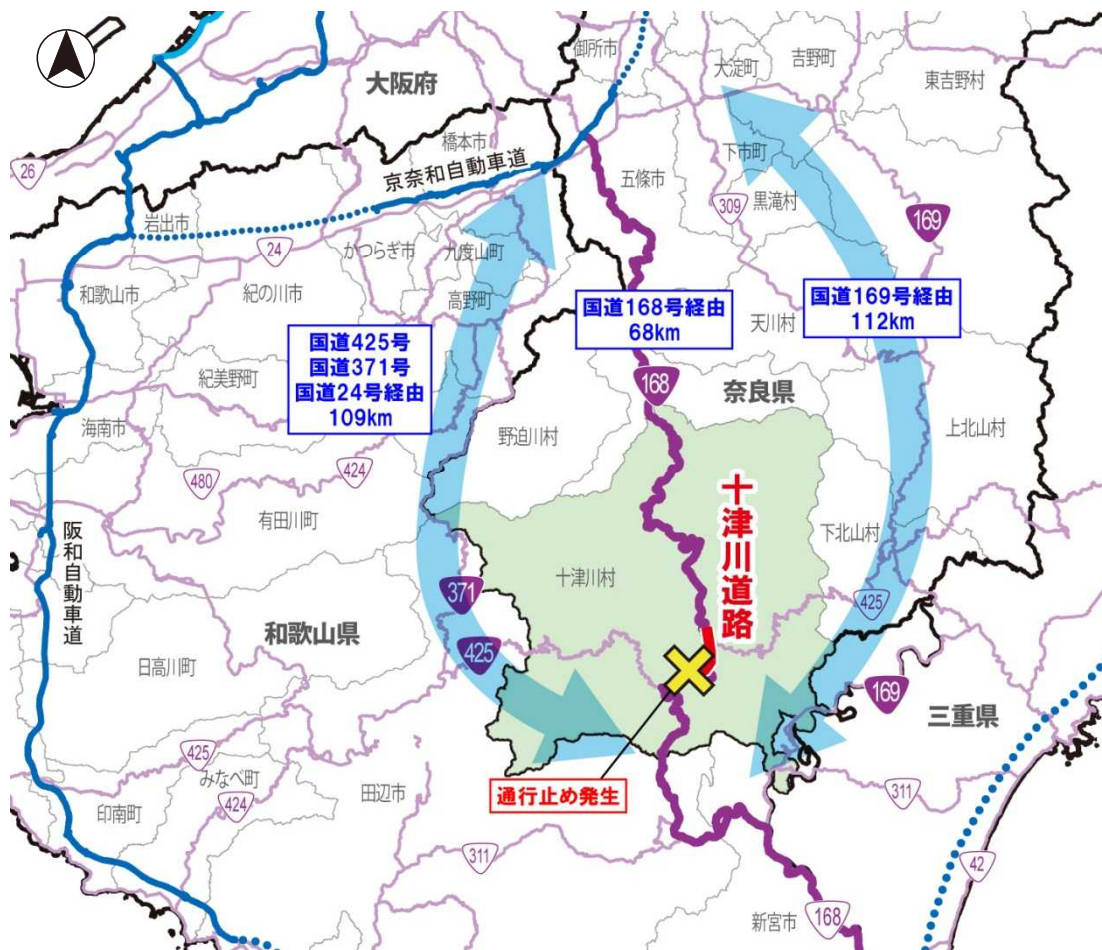 御所市
大淀町
吉野町
東吉野村
大阪府
橋本市
京奈和自動車道
五條市
下市町
黒滝村
26
岩出市
309
169
24
かつらぎ市
九度山町
和歌山市
紀の川市
高野町
国道168号経由
68km
国道169号経由
112km
天川村
国道425号
国道371号
国道24号経由
109km
紀美野町
168
奈良県
海南市
野迫川村
上北山村
424
480
有田川町
十津川道路
下北山村
阪和自動車道
十津川村
371
425
和歌山県
425
日高川町
169
三重県
425
みなべ町
通行止め発生
424
印南町
田辺市
311
311
42
新宮市
168